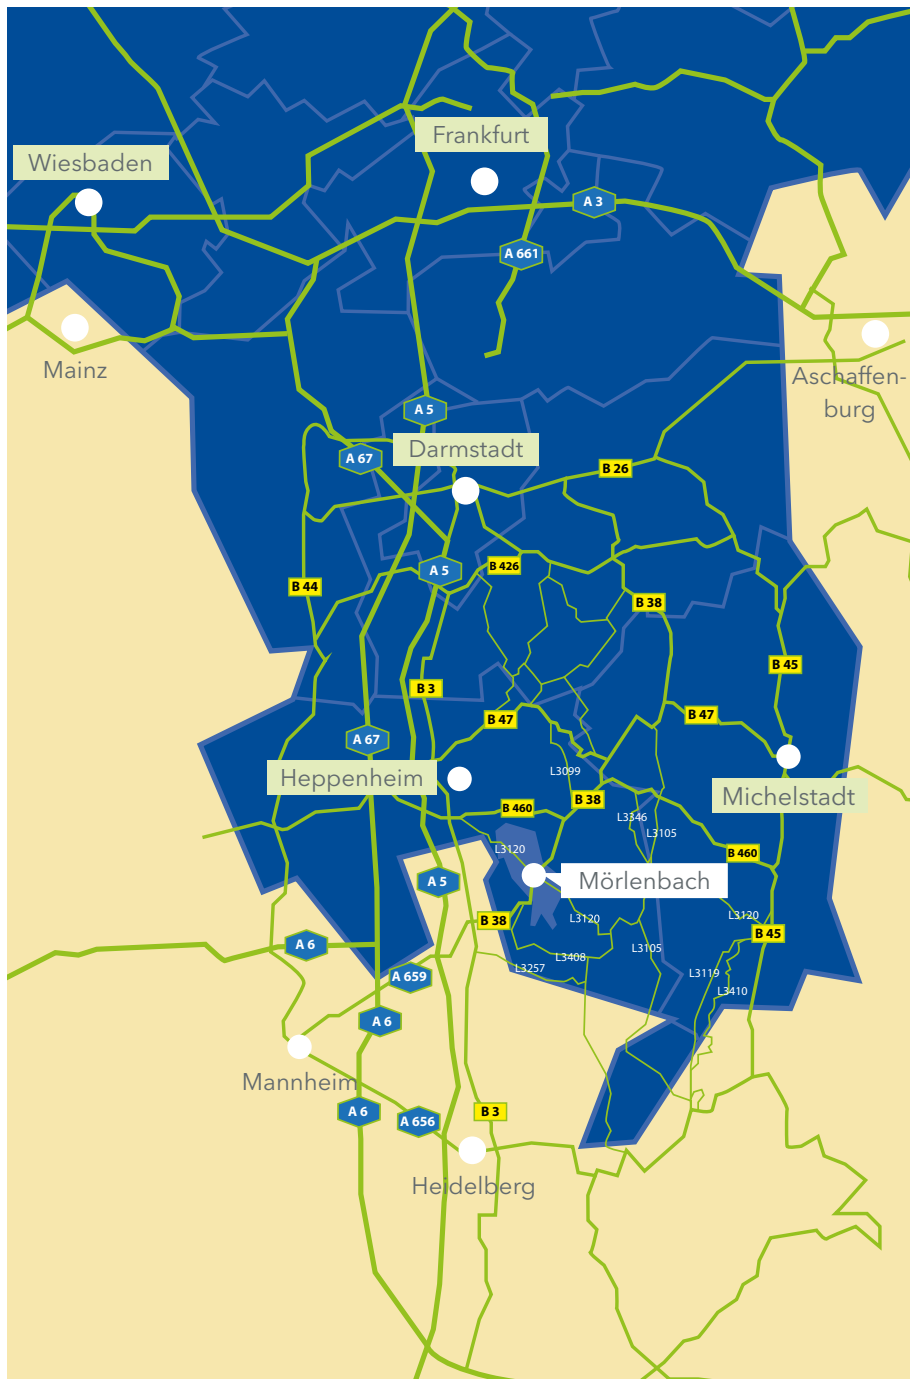 Frankfurt
Wiesbaden
A 3
A 661
Mainz
Aschaffen-
burg
A 5
Darmstadt
A 67
B 26
B 426
A 5
B 44
B 38
B 45
B 3
B 47
B 47
A 67
Heppenheim
L3099
Michelstadt
B 38
B 460
L3346
L3105
L3120
B 460
A 5
Mörlenbach
B 38
L3120
L3120
B 45
A 6
L3105
L3408
L3257
L3119
A 659
L3410
A 6
Mannheim
A 6
A 656
B 3
Heidelberg